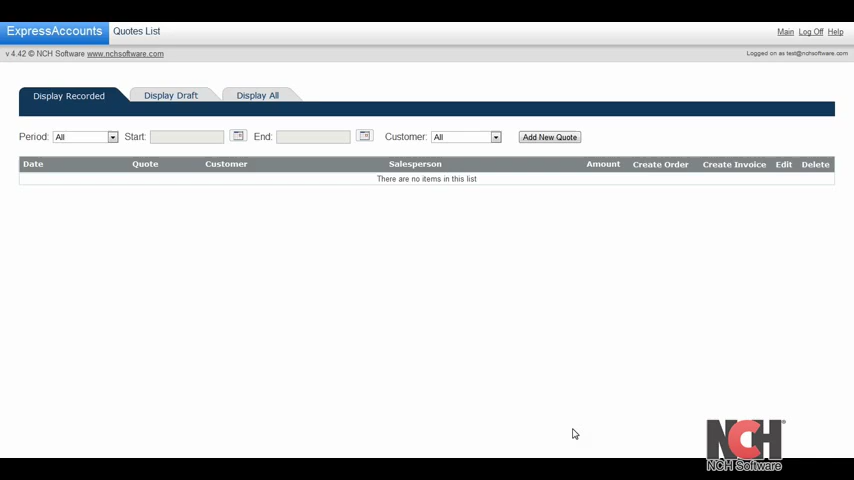 ExpressAccounts Quotes List Main Log Off Help
v 4.42 © NCH Software www.nchsoftware.com Logged on as test@nchsoftware.com
Display Recorded Display Draft Display All
Period: All Start: End: Customer: All Add New Quote
Date Quote Customer Salesperson Amount Create Order Create Invoice Edit Delete
There are no items in this list
NCH®
NCH Software